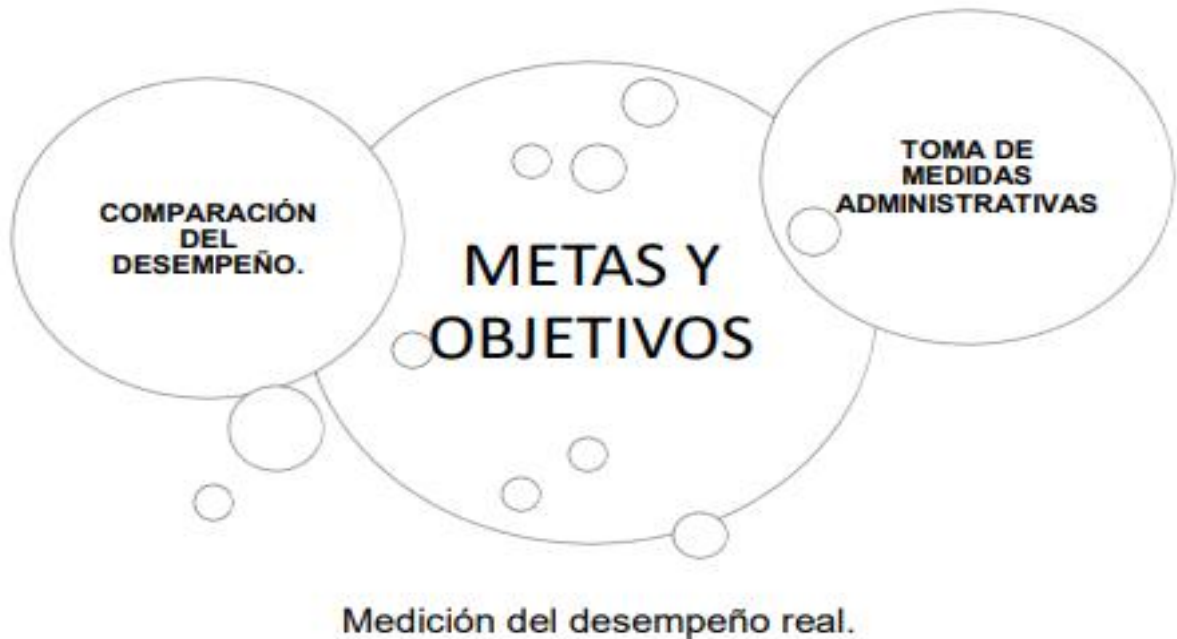 COMPARACIÓN
DEL
DESEMPEÑO.
METAS Y
OBJETIVOS
TOMA DE
MEDIDAS
ADMINISTRATIVAS
Medición del desempeño real.